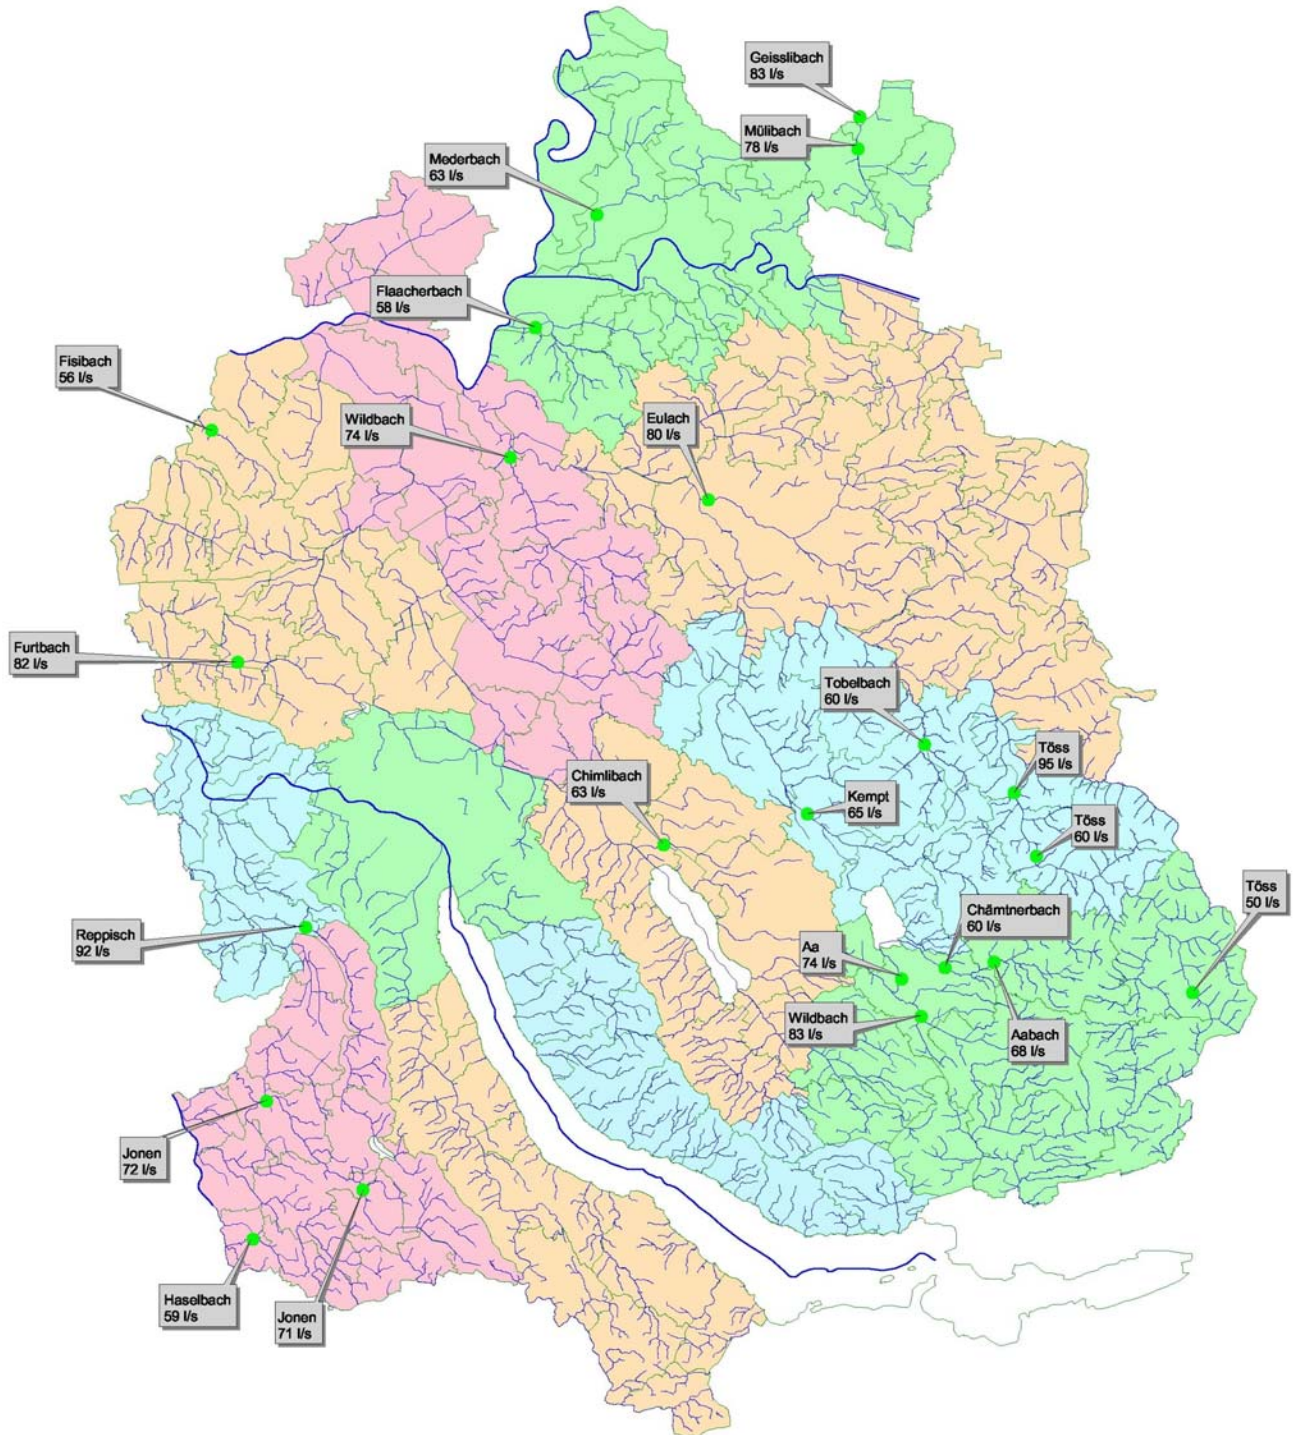 Geisslibach
83 l/s
Mülibach
78 l/s
Mederbach
63 l/s
Flaacherbach
58 l/s
Fisibach
56 l/s
Wildbach
74 l/s
Eulach
80 l/s
Furtbach
82 l/s
Tobelbach
60 l/s
Töss
95 l/s
Chimlibach
63 l/s
Kempt
65 l/s
Töss
60 l/s
Töss
50 l/s
Chämtnerbach
60 l/s
Reppisch
92 l/s
Aa
74 l/s
Wildbach
83 l/s
Aabach
68 l/s
Jonen
72 l/s
Haselbach
59 l/s
Jonen
71 l/s